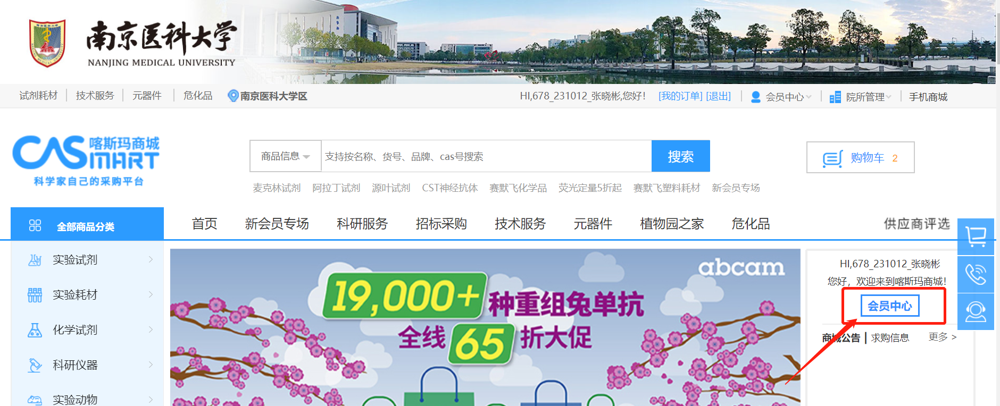 南京医科大学
NANJING MEDICAL UNIVERSITY
试剂耗材 技术服务 元器件 危化品 南京医科大学区 HI,678_231012_张晓彬,您好！ [我的订单] [退出] 会员中心 院所管理 手机商城
CASMART 喀斯玛商城
科学家自己的采购平台
商品信息 支持按名称、货号、品牌、cas号搜索 搜索 购物车 2
麦克林试剂 阿拉丁试剂 源叶试剂 CST神经抗体 赛默飞化学品 荧光定量5折起 赛默飞塑料耗材 新会员专场
全部商品分类 首页 新会员专场 科研服务 招标采购 技术服务 元器件 植物园之家 危化品 供应商评选
实验试剂
实验耗材
化学试剂
科研仪器
实验动物
abcam
19,000+种重组兔单抗
全线65折大促
HI,678_231012_张晓彬
您好，欢迎来到喀斯玛商城！
会员中心
商城公告 | 求购信息 更多 >